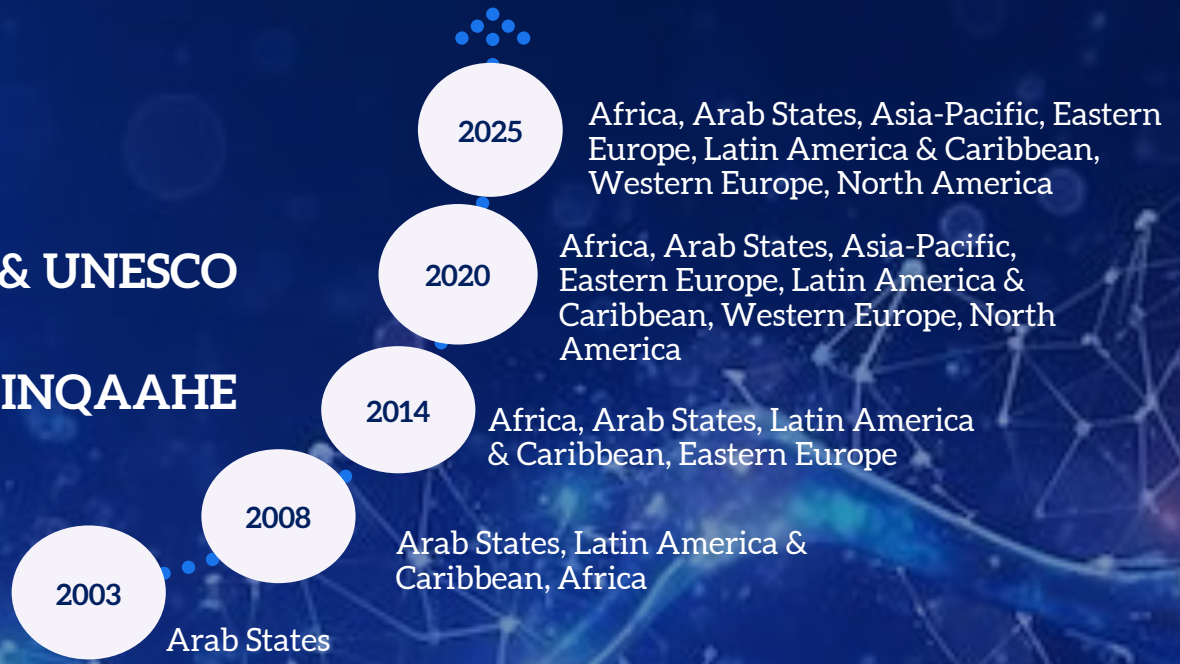 2025
Africa, Arab States, Asia-Pacific, Eastern
Europe, Latin America & Caribbean,
Western Europe, North America
& UNESCO
2020
Africa, Arab States, Asia-Pacific,
Eastern Europe, Latin America &
Caribbean, Western Europe, North
America
INQAAHE
2014
Africa, Arab States, Latin America
& Caribbean, Eastern Europe
2008
Arab States, Latin America &
Caribbean, Africa
2003
Arab States